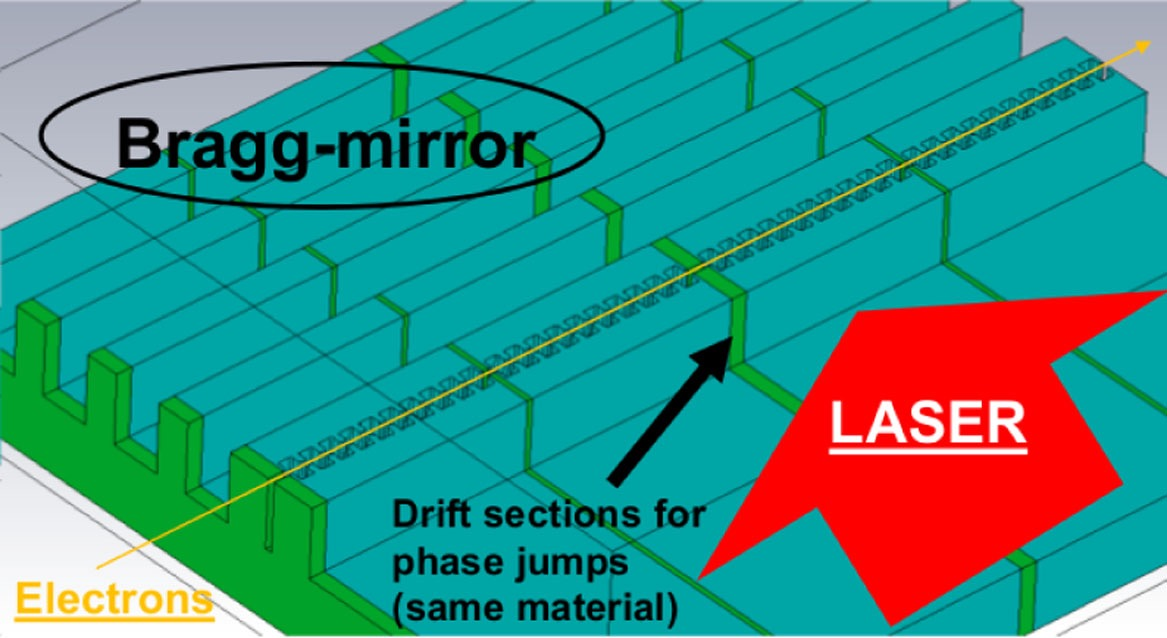 Bragg-mirror
LASER
Drift sections for
phase jumps
(same material)
Electrons